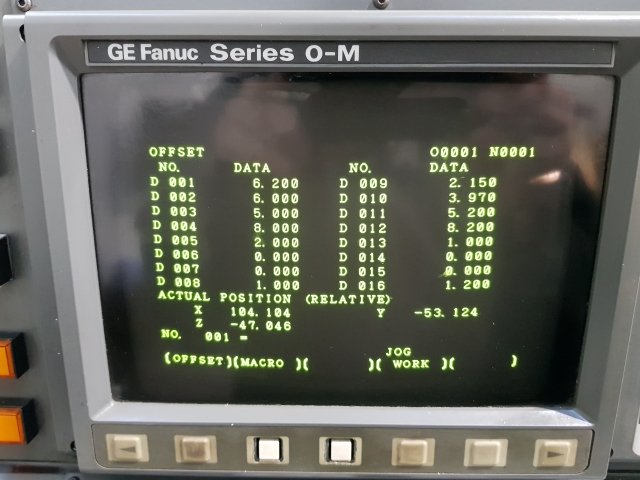 GE Fanuc Series O-M
OFFSET O0001 N0001
NO. DATA NO. DATA
D 001 6.200 D 009 2.150
D 002 6.000 D 010 3.970
D 003 5.000 D 011 5.200
D 004 8.000 D 012 8.200
D 005 2.000 D 013 1.000
D 006 0.000 D 014 0.000
D 007 0.000 D 015 0.000
D 008 1.000 D 016 1.200
ACTUAL POSITION (RELATIVE)
X 104.104 Y -53.124
Z -47.046
NO. 001 =
JOG
(OFFSET)(MACRO )( )( WORK )( )